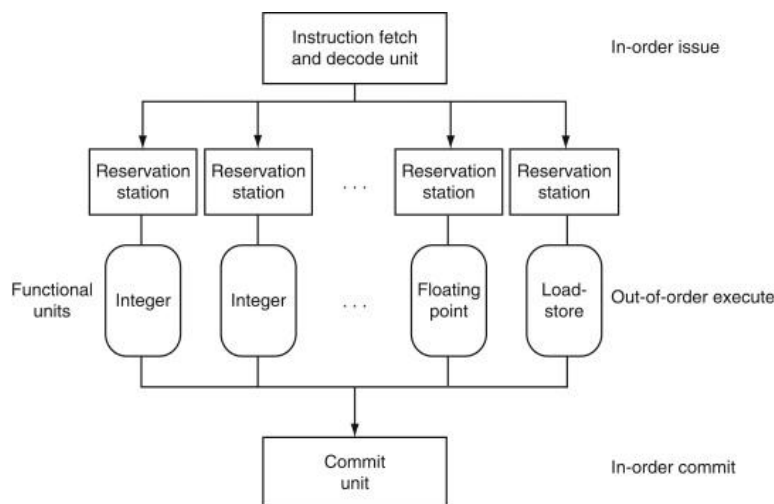 Instruction fetch
and decode unit
In-order issue
Reservation
station
Reservation
station
. . .
Reservation
station
Reservation
station
Functional
units
Integer
Integer
. . .
Floating
point
Load-
store
Out-of-order execute
Commit
unit
In-order commit